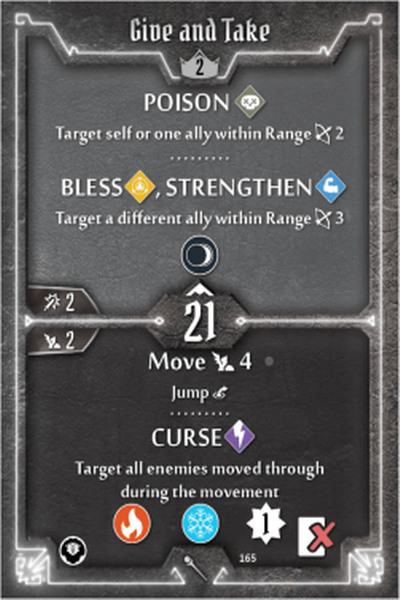 Give and Take
2
POISON
Target self or one ally within Range 2
BLESS, STRENGTHEN
Target a different ally within Range 3
2
21
2
Move 4
Jump
CURSE
Target all enemies moved through
during the movement
1
165